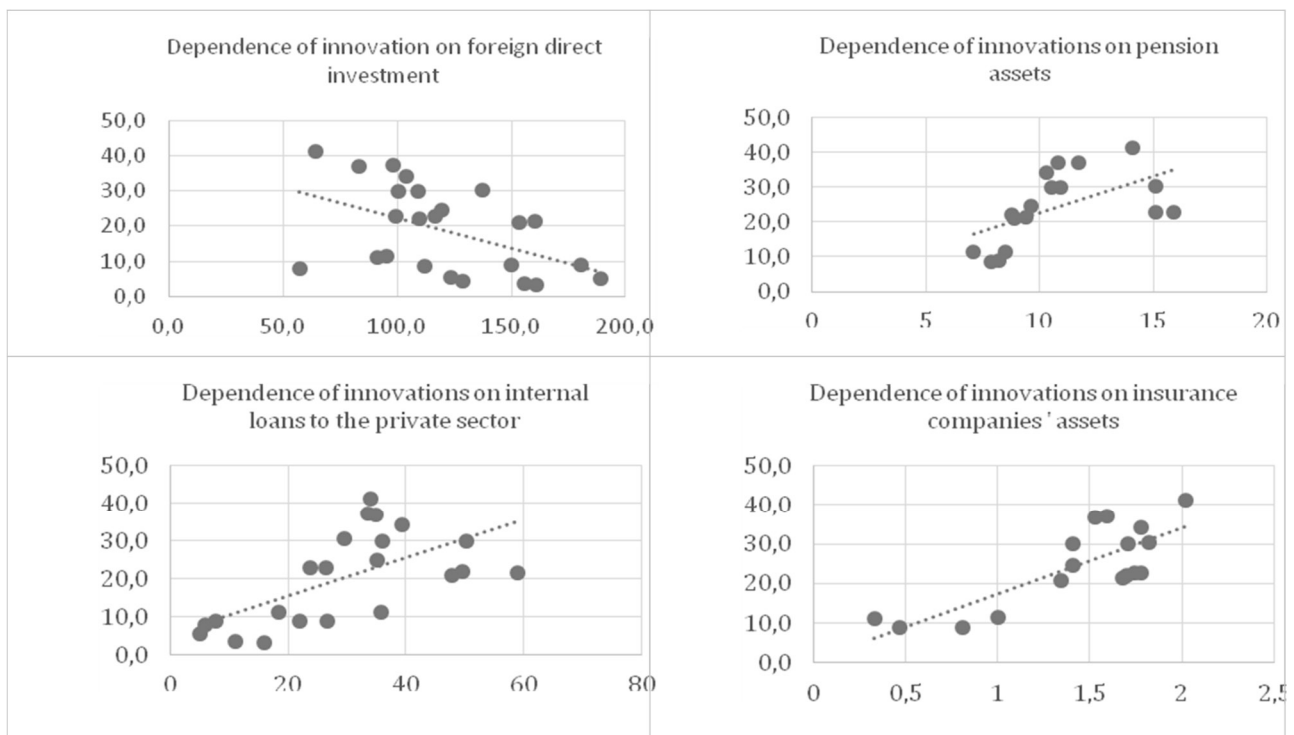 Dependence of innovation on foreign direct
investment
50,0
40,0
30,0
20,0
10,0
0,0
0,0 50,0 100,0 150,0 200,0
Dependence of innovations on pension
assets
50,0
40,0
30,0
20,0
10,0
0,0
0 5 10 15 20
Dependence of innovations on internal
loans to the private sector
50,0
40,0
30,0
20,0
10,0
0,0
0 20 40 60 80
Dependence of innovations on insurance
companies ' assets
50,0
40,0
30,0
20,0
10,0
0,0
0 0,5 1 1,5 2 2,5